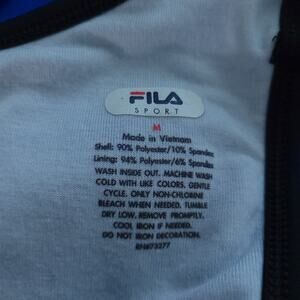 FILA
SPORT
M
Made in Vietnam
Shell: 90% Polyester/10% Spandex
Lining: 94% Polyester/6% Spandex
WASH INSIDE OUT. MACHINE WASH
COLD WITH LIKE COLORS, GENTLE
CYCLE. ONLY NON-CHLORINE
BLEACH WHEN NEEDED. TUMBLE
DRY LOW. REMOVE PROMPTLY.
COOL IRON IF NEEDED.
DO NOT IRON DECORATION.
RN#73277